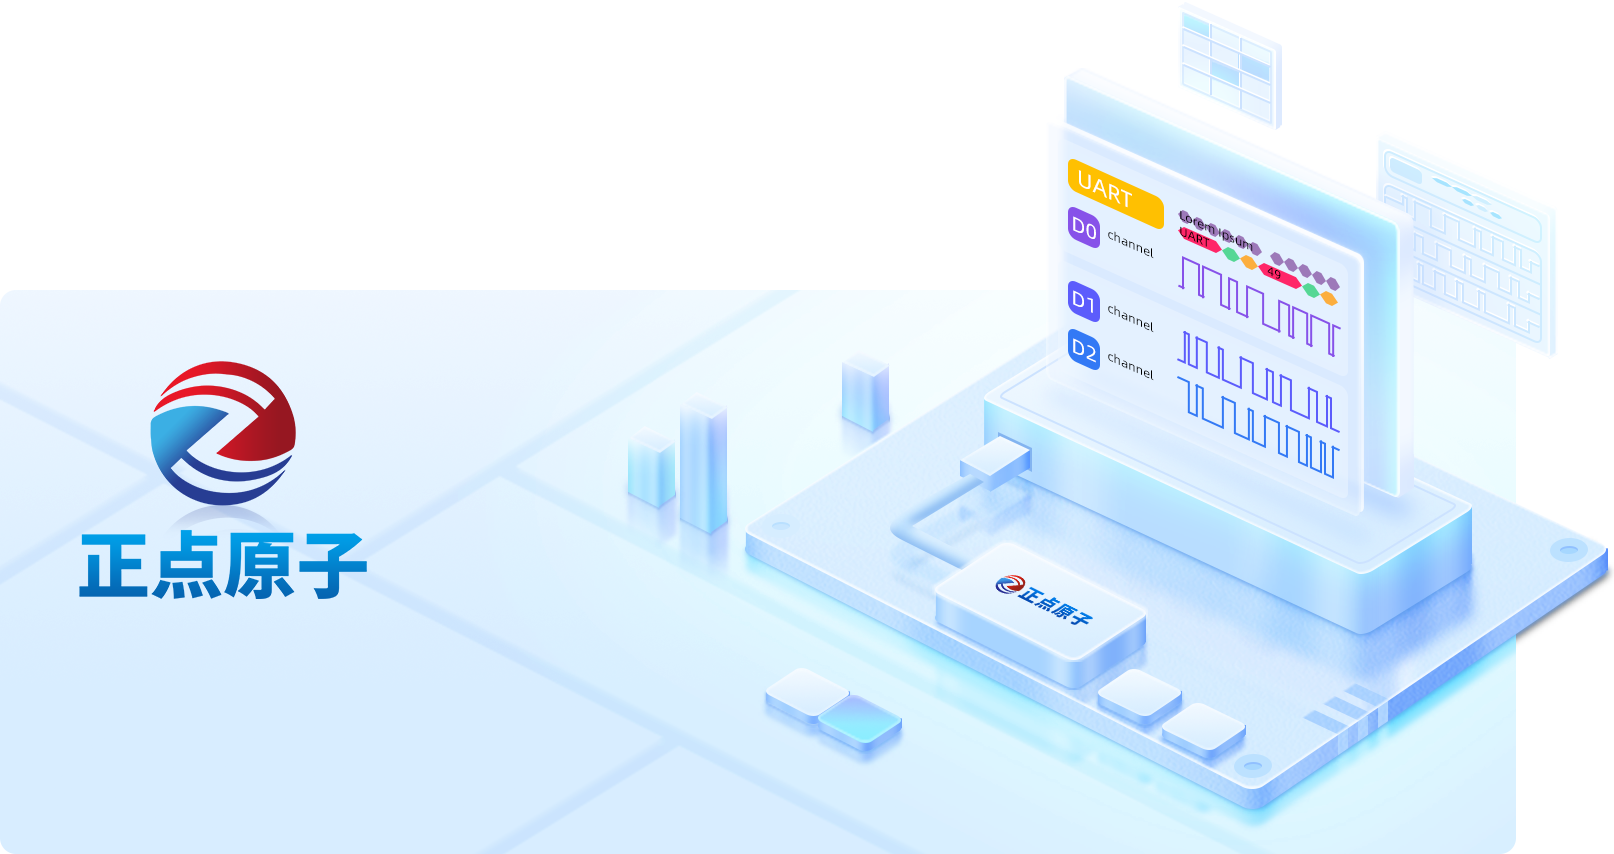 正点原子
UART
D0 channel
Lorem Ipsum
UART
49
D1 channel
D2 channel
正点原子